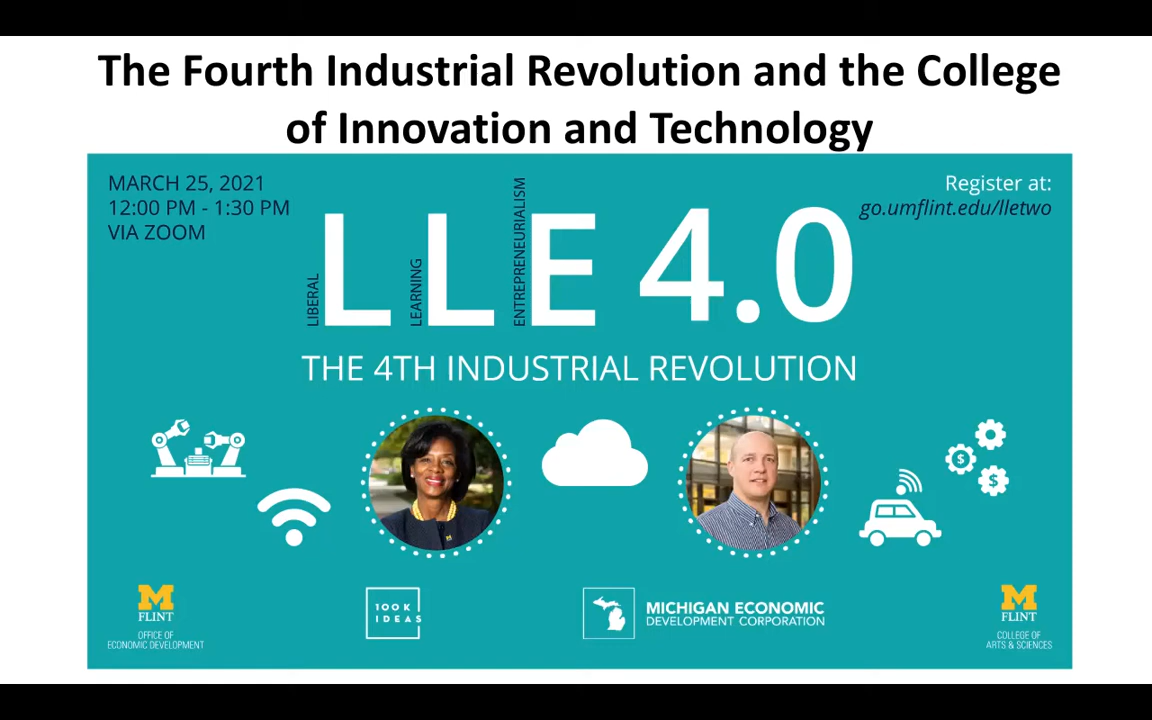 The Fourth Industrial Revolution and the College
of Innovation and Technology
MARCH 25, 2021
12:00 PM - 1:30 PM
VIA ZOOM
Register at:
go.umflint.edu/lletwo
LIBERAL
LEARNING
ENTREPRENEURIALISM
LLE 4.0
THE 4TH INDUSTRIAL REVOLUTION
M
FLINT
OFFICE OF
ECONOMIC DEVELOPMENT
100K
IDEAS
MICHIGAN ECONOMIC
DEVELOPMENT CORPORATION
M
FLINT
COLLEGE OF
ARTS & SCIENCES